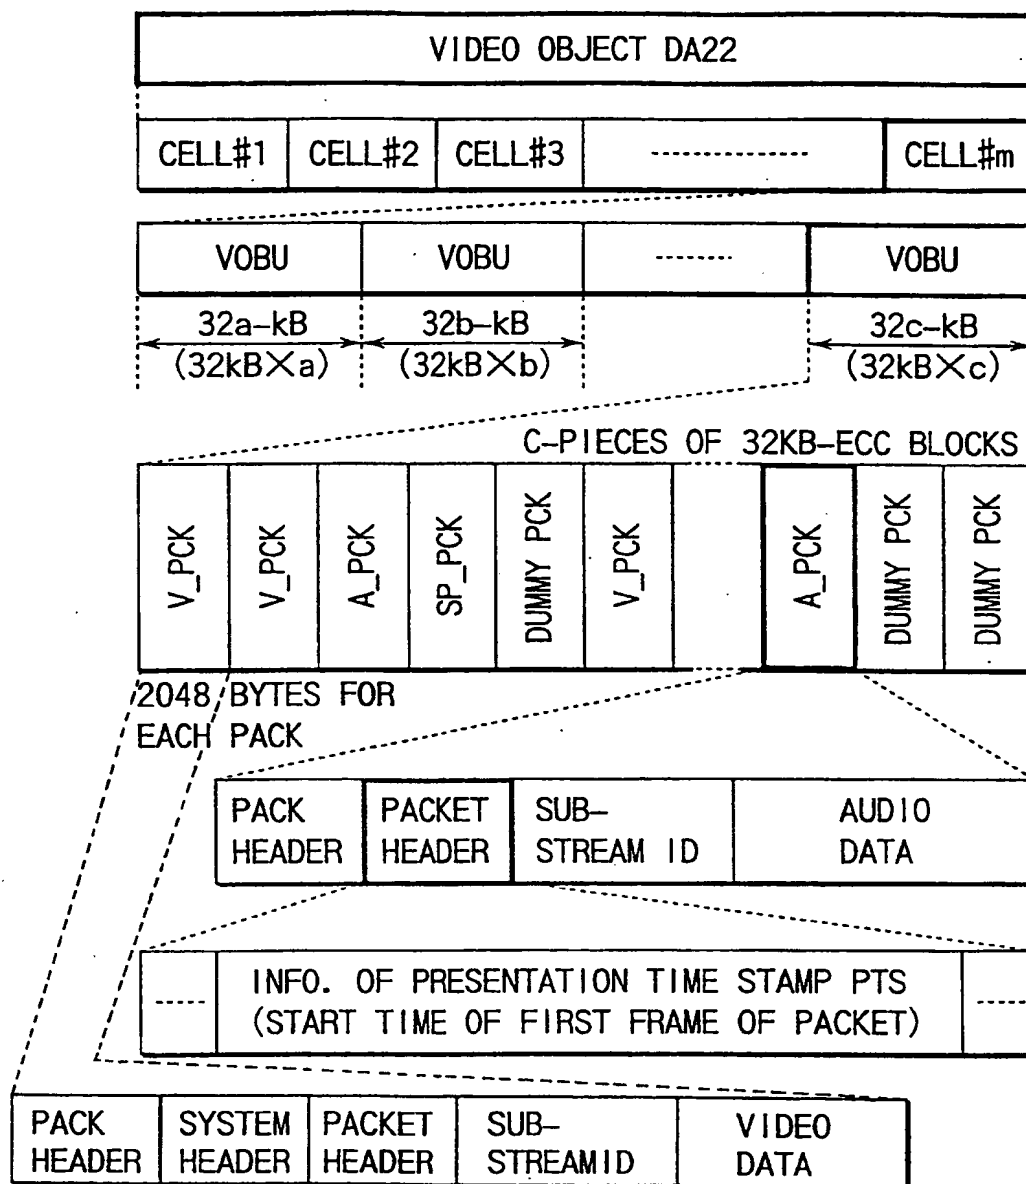 VIDEO OBJECT DA22
CELL#1 CELL#2 CELL#3 CELL#m
VOBU VOBU VOBU
32a-kB 32b-kB 32c-kB
(32kB×a) (32kB×b) (32kB×c)
C-PIECES OF 32KB-ECC BLOCKS
V_PCK
V_PCK
A_PCK
SP_PCK
DUMMY PCK
V_PCK
A_PCK
DUMMY PCK
DUMMY PCK
2048 BYTES FOR
EACH PACK
PACK
HEADER
PACKET
HEADER
SUB-
STREAM ID
AUDIO
DATA
INFO. OF PRESENTATION TIME STAMP PTS
(START TIME OF FIRST FRAME OF PACKET)
PACK
HEADER
SYSTEM
HEADER
PACKET
HEADER
SUB-
STREAMID
VIDEO
DATA